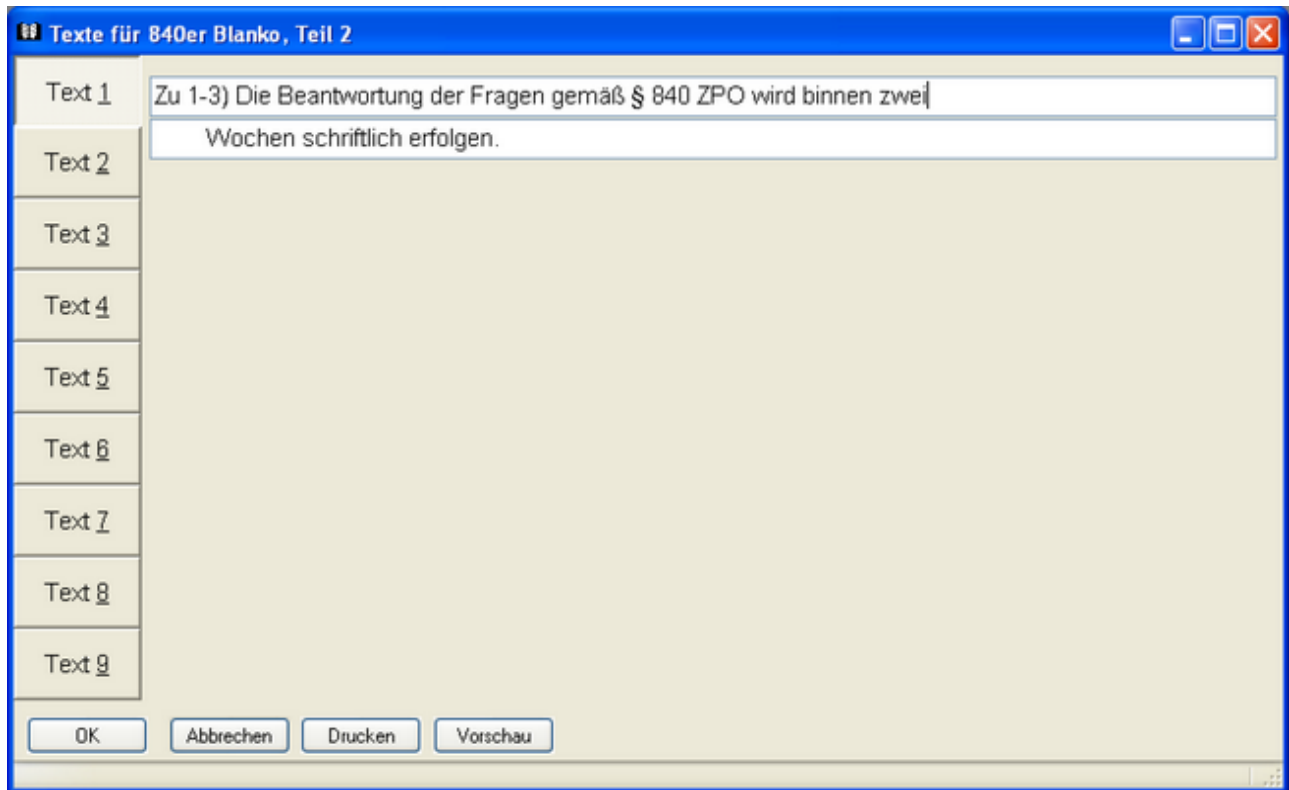 Texte für 840er Blanko, Teil 2
Text 1
Zu 1-3) Die Beantwortung der Fragen gemäß § 840 ZPO wird binnen zwei
Wochen schriftlich erfolgen.
Text 2
Text 3
Text 4
Text 5
Text 6
Text 7
Text 8
Text 9
OK Abbrechen Drucken Vorschau